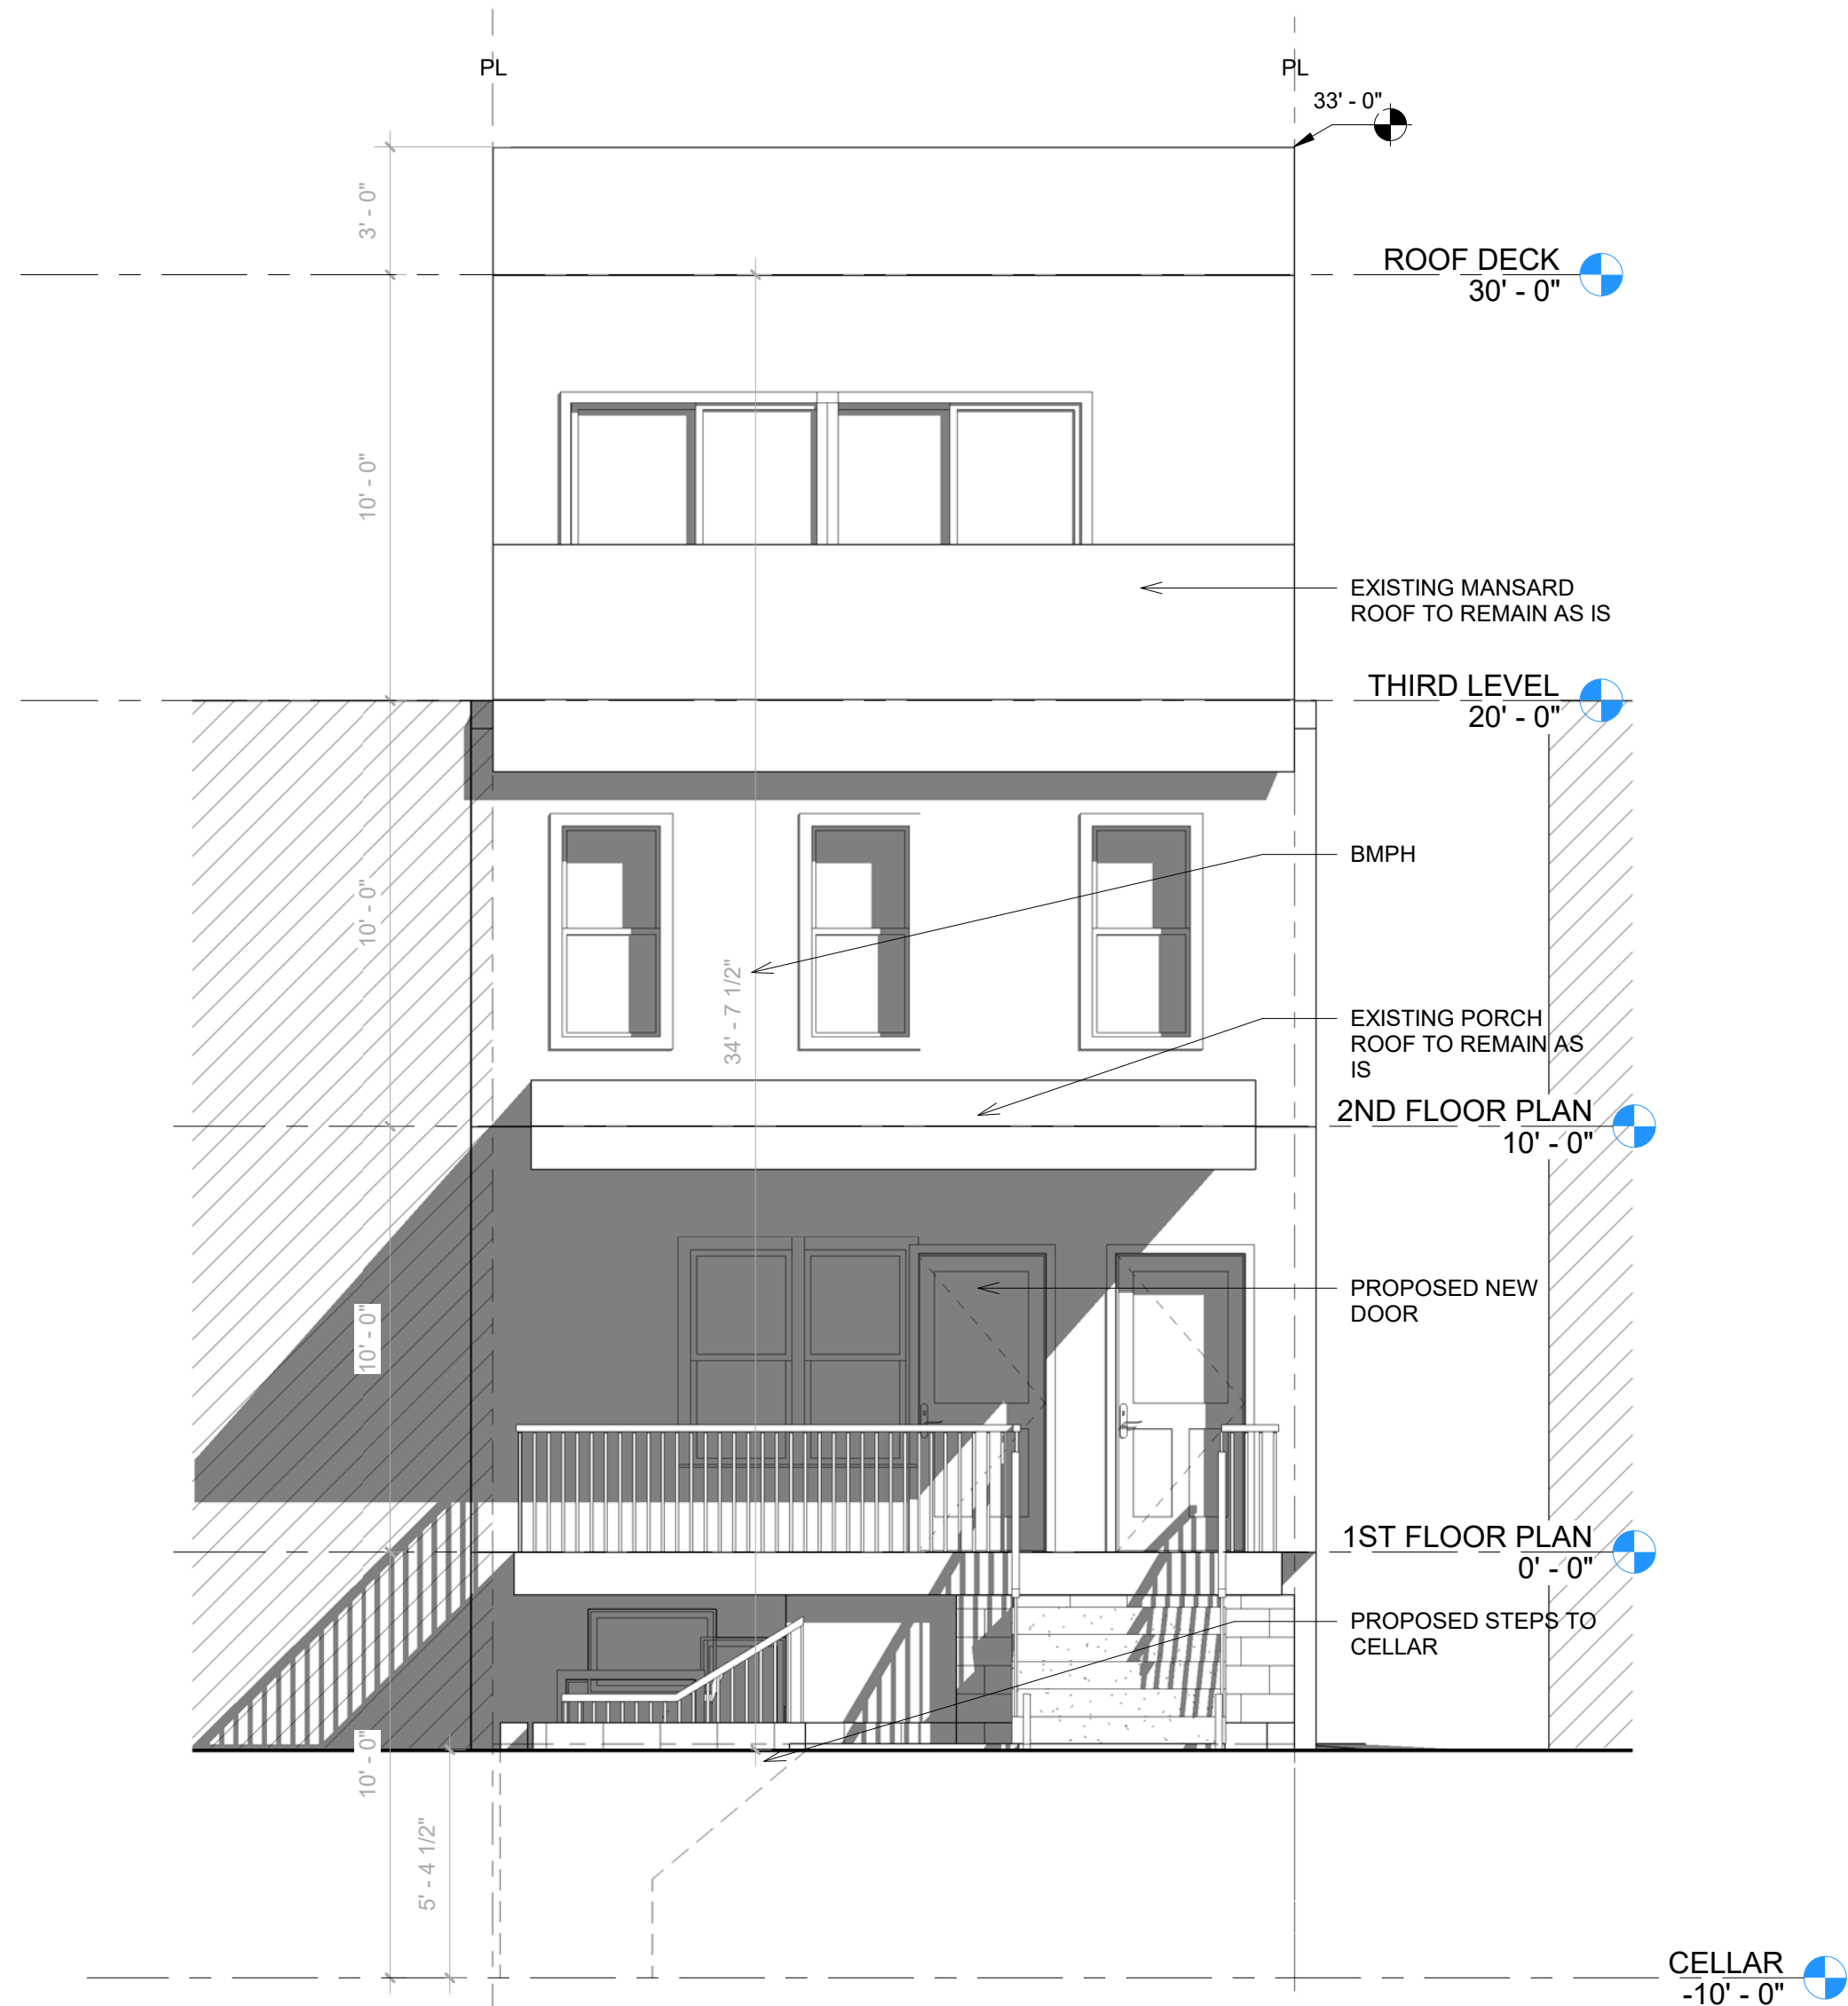 PL
PL
33' - 0"
3' - 0"
ROOF DECK
30' - 0"
10' - 0"
EXISTING MANSARD
ROOF TO REMAIN AS IS
THIRD LEVEL
20' - 0"
BMPH
10' - 0"
34' - 7 1/2"
EXISTING PORCH
ROOF TO REMAIN AS
IS
2ND FLOOR PLAN
10' - 0"
PROPOSED NEW
DOOR
10' - 0"
1ST FLOOR PLAN
0' - 0"
PROPOSED STEPS TO
CELLAR
10' - 0"
5' - 4 1/2"
CELLAR
-10' - 0"